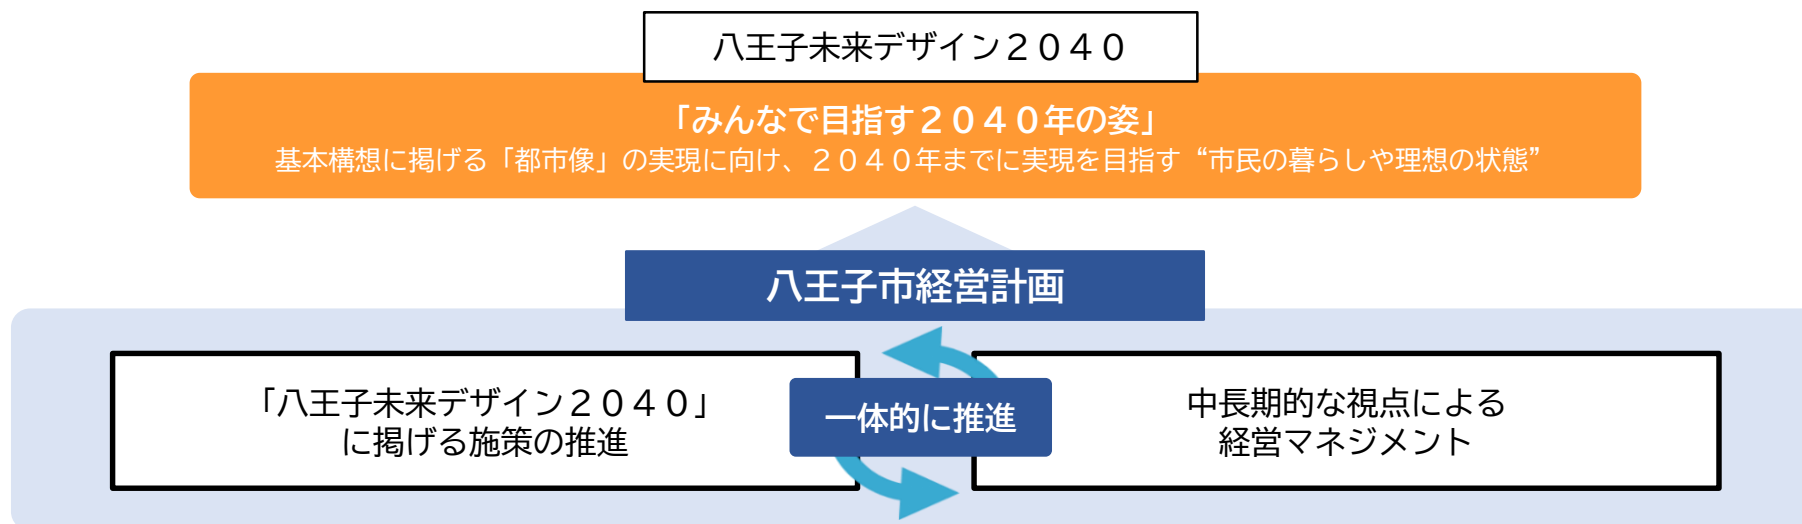 八王子未来デザイン２０４０
「みんなで目指す２０４０年の姿」
基本構想に掲げる「都市像」の実現に向け、２０４０年までに実現を目指す“市民の暮らしや理想の状態”
八王子市経営計画
「八王子未来デザイン２０４０」
に掲げる施策の推進
一体的に推進
中長期的な視点による
経営マネジメント